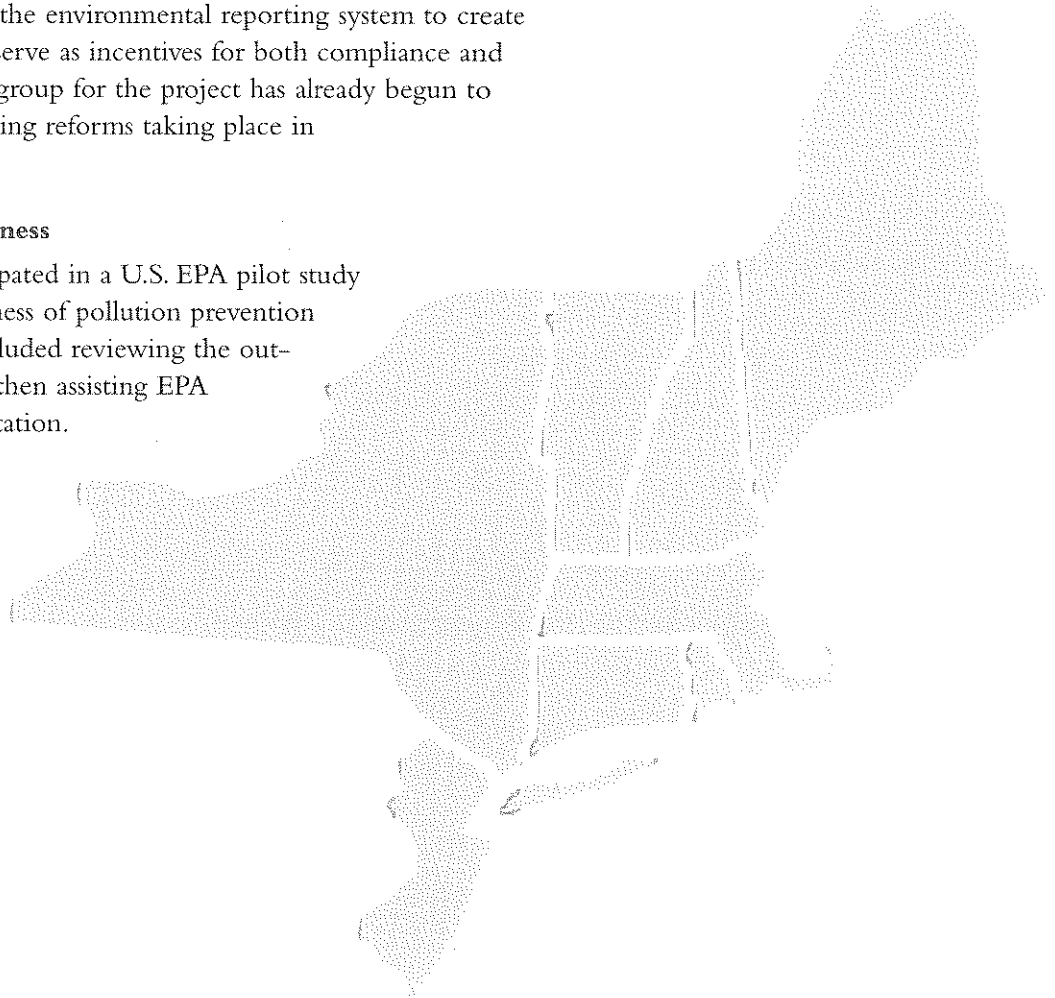 the environmental reporting system to create
serve as incentives for both compliance and
group for the project has already begun to
ing reforms taking place in
ness
pated in a U.S. EPA pilot study
ness of pollution prevention
luded reviewing the out-
then assisting EPA
ation.